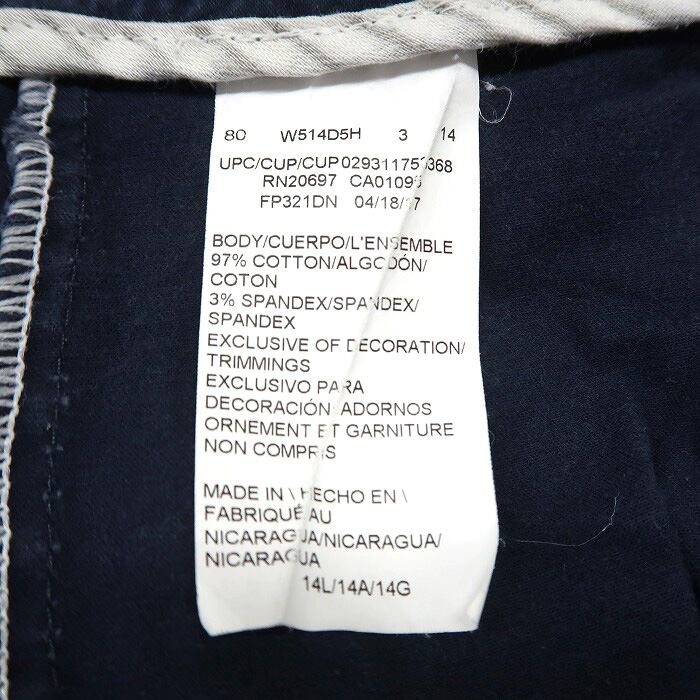 80 W514D5H 3 14
UPC/CUP/CUP
RN20697
FP321DN 04/18/17
BODY/CUERPO/L'ENSEMBLE
97% COTTON/ALGODÓN/
COTON
3% SPANDEX/SPANDEX/
SPANDEX
EXCLUSIVE OF DECORATION/
TRIMMINGS
EXCLUSIVO PARA
DECORACIÓN ADORNOS
ORNEMENT ET GARNITURE
NON COMPRIS
MADE IN \ HECHO EN \
FABRIQUÉ AU
NICARAGUA/NICARAGUA/
NICARAGUA
14L/14A/14G